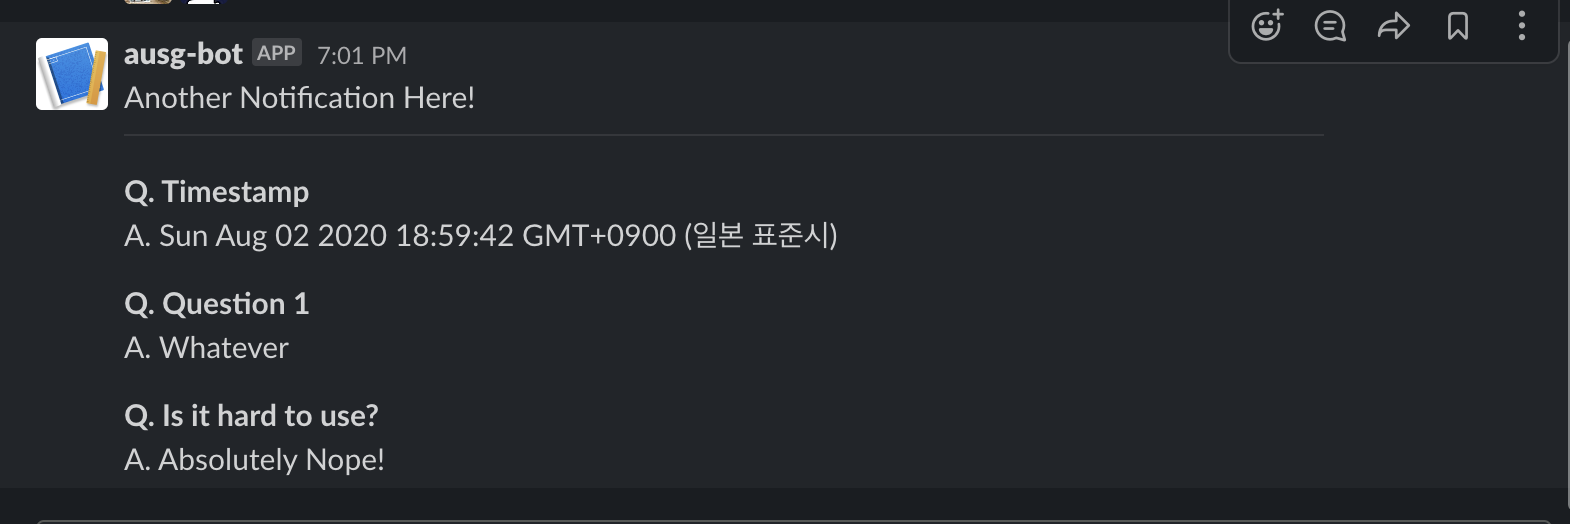 ausg-bot APP 7:01 PM
Another Notification Here!
Q. Timestamp
A. Sun Aug 02 2020 18:59:42 GMT+0900 (일본 표준시)
Q. Question 1
A. Whatever
Q. Is it hard to use?
A. Absolutely Nope!